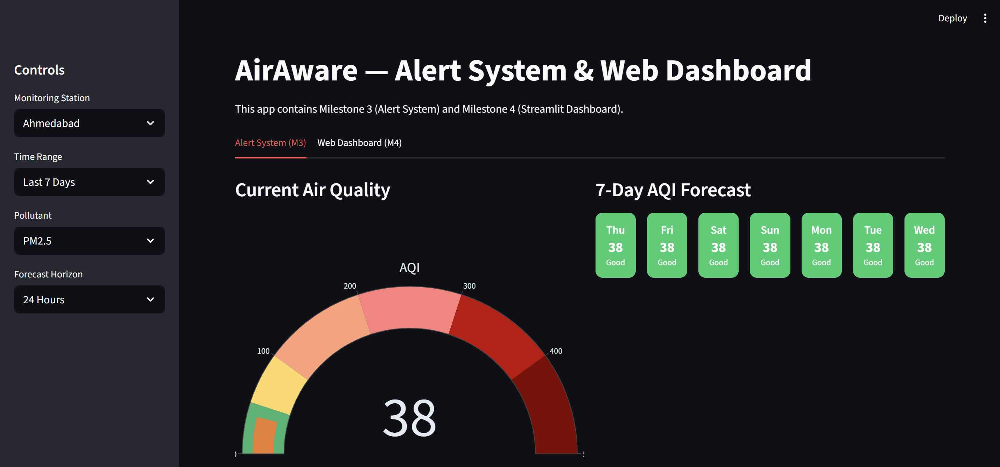 Deploy
Controls
Monitoring Station
Ahmedabad
Time Range
Last 7 Days
Pollutant
PM2.5
Forecast Horizon
24 Hours
AirAware — Alert System & Web Dashboard
This app contains Milestone 3 (Alert System) and Milestone 4 (Streamlit Dashboard).
Alert System (M3) Web Dashboard (M4)
Current Air Quality
AQI
200 300
100 400
38
7-Day AQI Forecast
Thu Fri Sat Sun Mon Tue Wed
38 38 38 38 38 38 38
Good Good Good Good Good Good Good